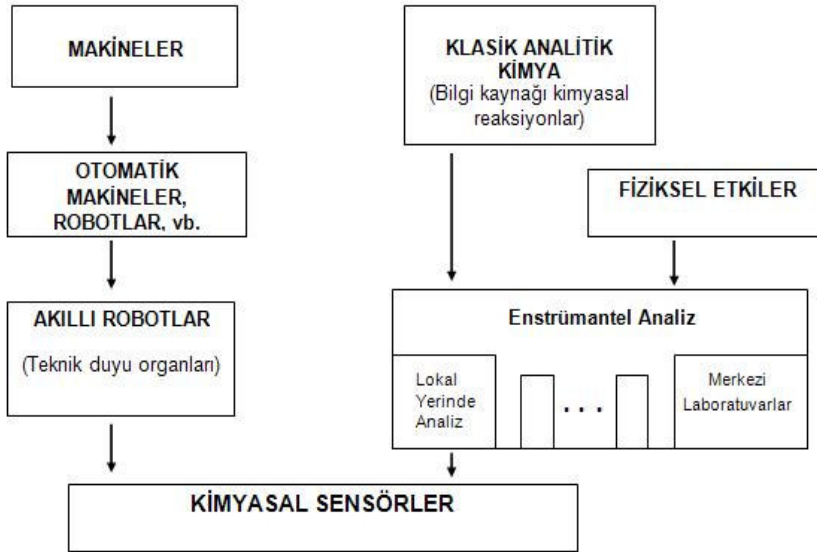 MAKİNELER
OTOMATİK
MAKİNELER,
ROBOTLAR, vb.
AKILLI ROBOTLAR
(Teknik duyu organları)
KLASİK ANALİTİK
KİMYA
(Bilgi kaynağı kimyasal
reaksiyonlar)
FİZİKSEL ETKİLER
Enstrümantel Analiz
Lokal
Yerinde
Analiz
. . .
Merkezi
Laboratuvarlar
KİMYASAL SENSÖRLER